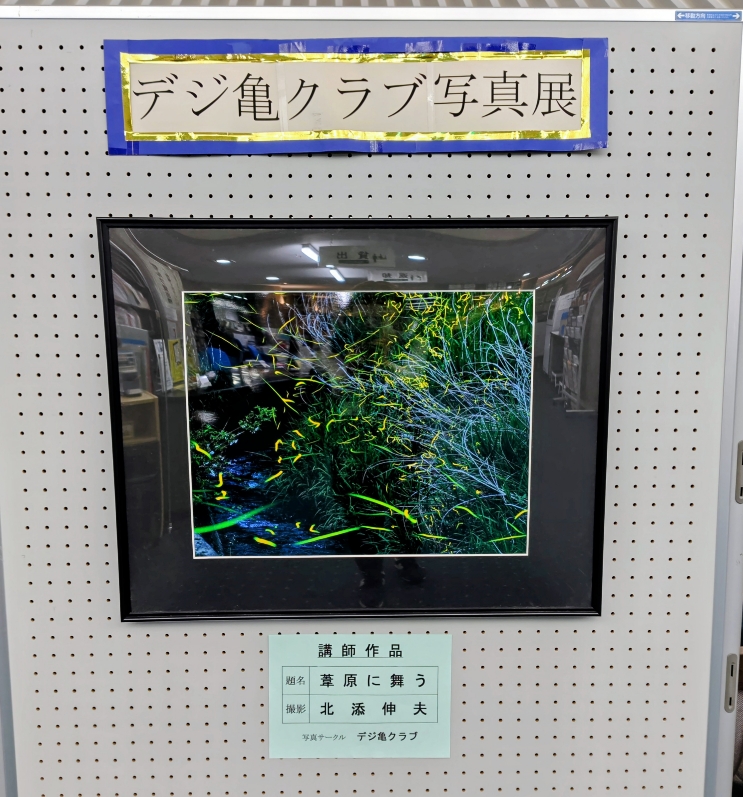 デジ亀クラブ写真展
講師作品
題名 葦原に舞う
撮影 北添伸夫
写真サークル デジ亀クラブ